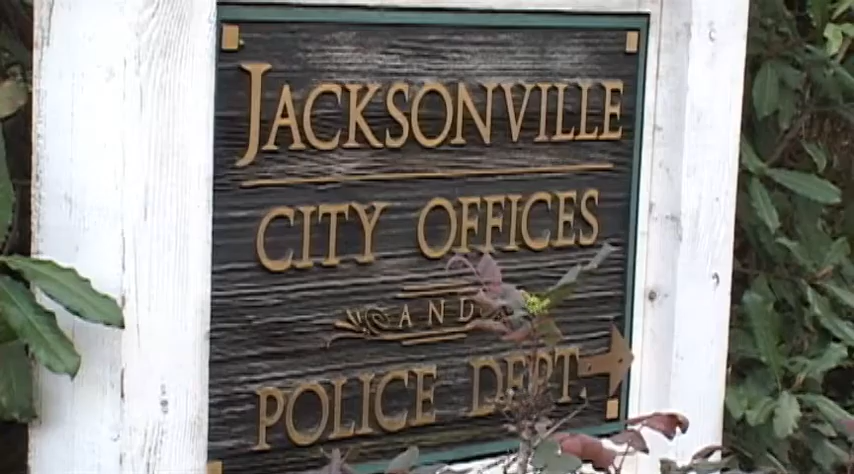 JACKSONVILLE
CITY OFFICES
AND
POLICE DEPT.